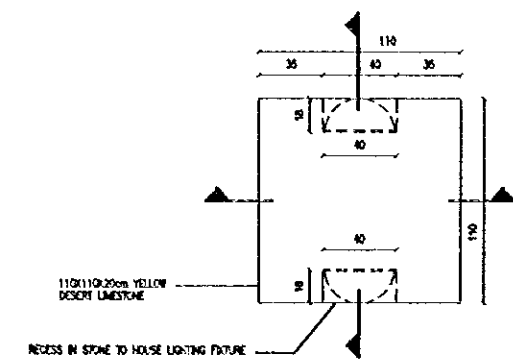 110
35 40 35
18
40
110
40
18
110X110X20cm YELLOW
DESERT LIMESTONE
RECESS IN STONE TO HOUSE LIGHTING FIXTURE